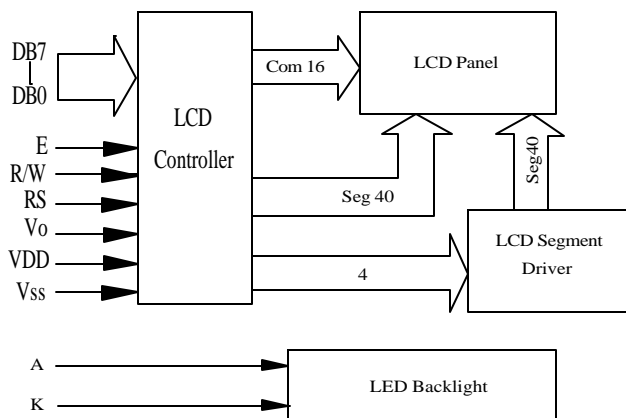 DB7
DB0
E
R/W
RS
Vo
VDD
Vss
LCD
Controller
Com 16
LCD Panel
Seg 40
Seg40
4
LCD Segment
Driver
A
K
LED Backlight